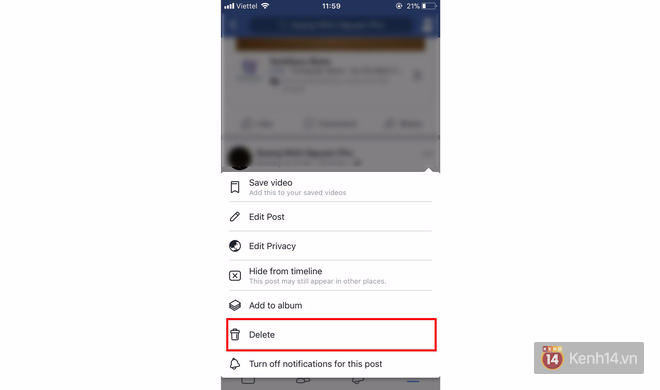 Viettel 11:59 21%
Save video
Add this to your saved videos
Edit Post
Edit Privacy
Hide from timeline
This post may still appear in other places.
Add to album
Delete
Turn off notifications for this post
KENH
14
Kenh14.vn